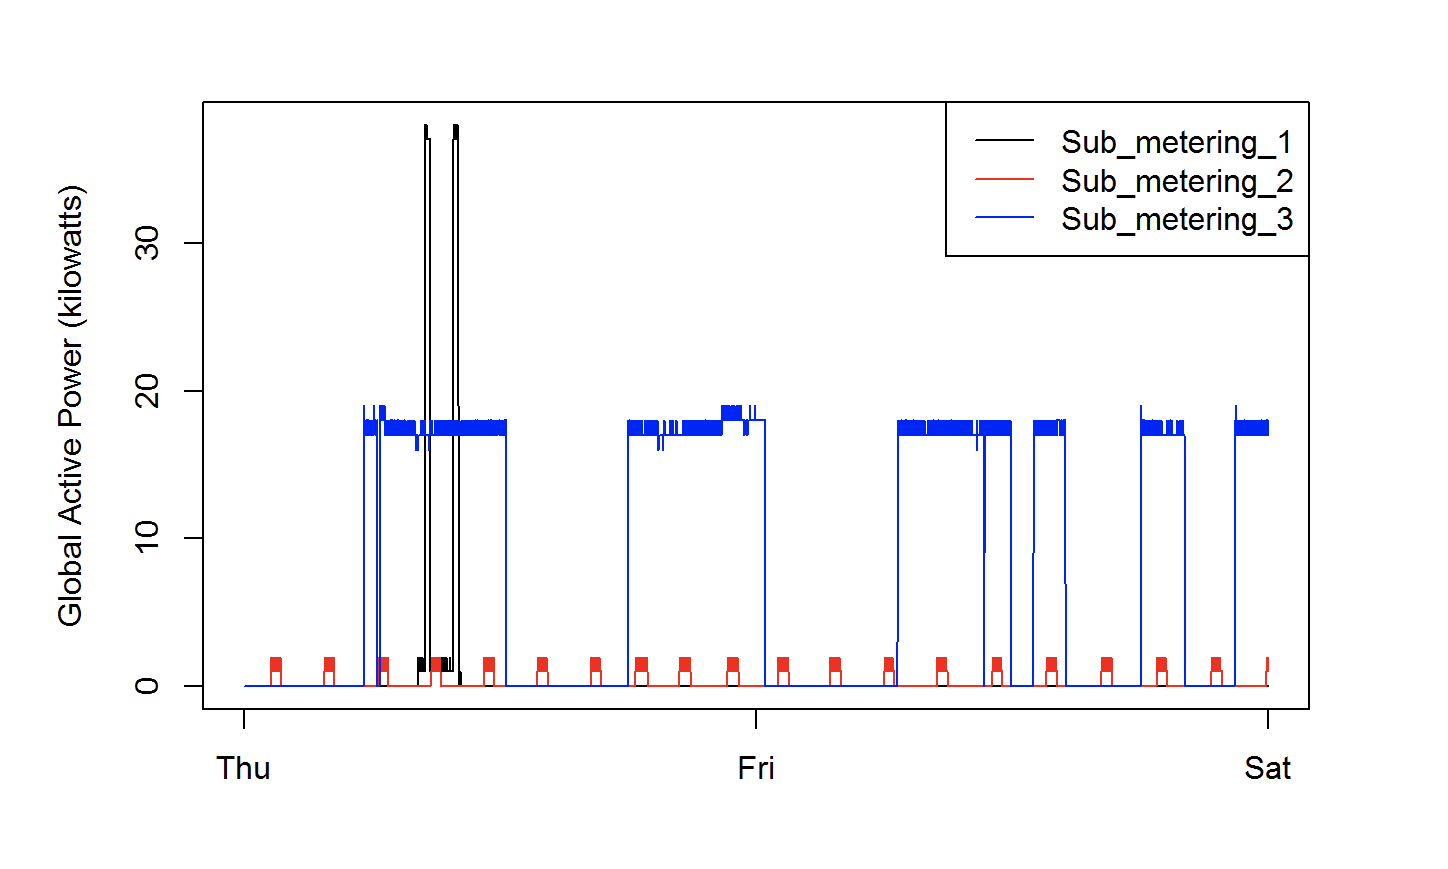 Sub_metering_1
Sub_metering_2
Sub_metering_3
Global Active Power (kilowatts)
30
20
10
0
Thu Fri Sat